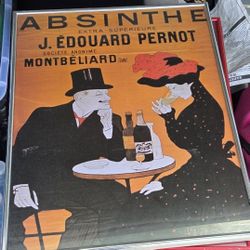 ABSINTHE
EXTRA SUPÉRIEURE
J. ÉDOUARD PERNOT
SOCIÉTÉ ANONYME
MONTBÉLIARD